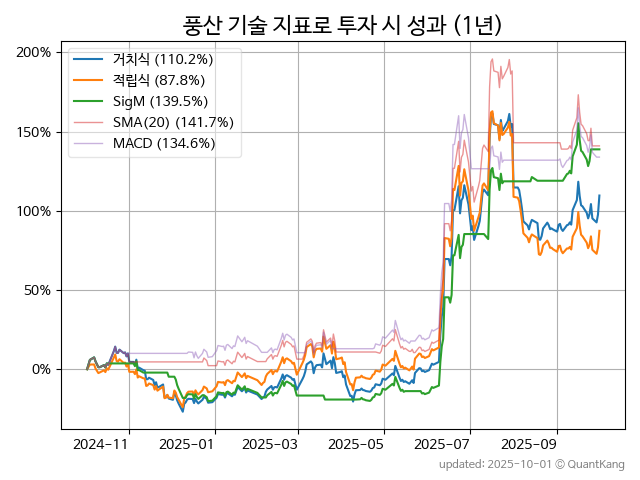 풍산 기술 지표로 투자 시 성과 (1년)
200%
150%
100%
50%
0%
거치식 (110.2%)
적립식 (87.8%)
SigM (139.5%)
SMA(20) (141.7%)
MACD (134.6%)
2024-11
2025-01
2025-03
2025-05
2025-07
2025-09
updated: 2025-10-01 © QuantKang